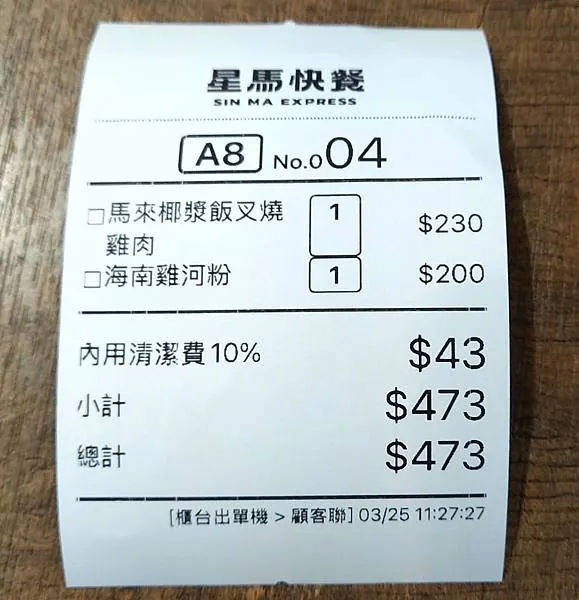 星馬快餐
SIN MA EXPRESS
A8 No.004
□馬來椰漿飯叉燒 1 $230
雞肉
□海南雞河粉 1 $200
內用清潔費10% $43
小計 $473
總計 $473
[櫃台出單機 > 顧客聯] 03/25 11:27:27